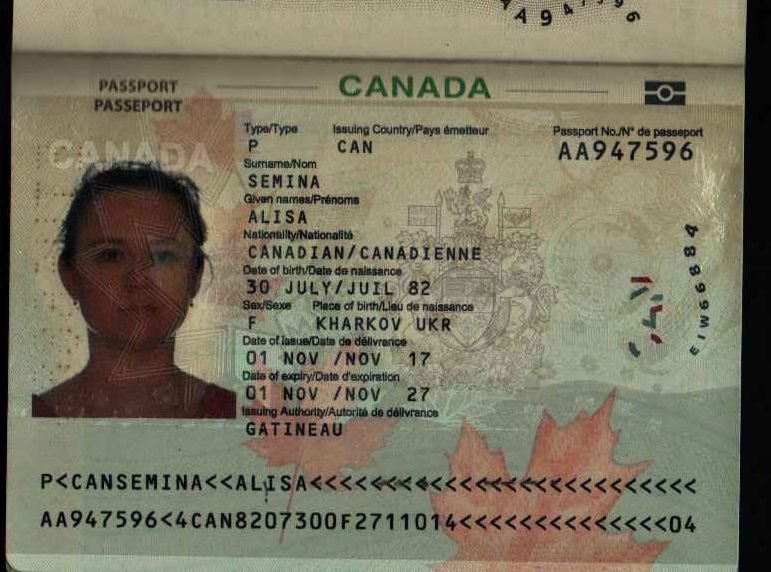 AA947596
PASSPORT
PASSEPORT
CANADA
CANADA
Type/Type Issuing Country/Pays émetteur Passport No./N° de passeport
P CAN AA947596
Surname/Nom
SEMINA
Given names/Prénoms
ALISA
Nationality/Nationalité
CANADIAN/CANADIENNE
Date of birth/Date de naissance
30 JULY/JUIL 82
Sex/Sexe Place of birth/Lieu de naissance
F KHARKOV UKR
Date of issue/Date de délivrance
01 NOV /NOV 17
Date of expiry/Date d'expiration
01 NOV /NOV 27
Issuing Authority/Autorité de délivrance
GATINEAU
CAN
EIW66884
P<CANSEMINA<<ALISA<<<<<<<<<<<<<<<<<<<<<<<<<<
AA947596<4CAN8207300F2711014<<<<<<<<<<<<<<04